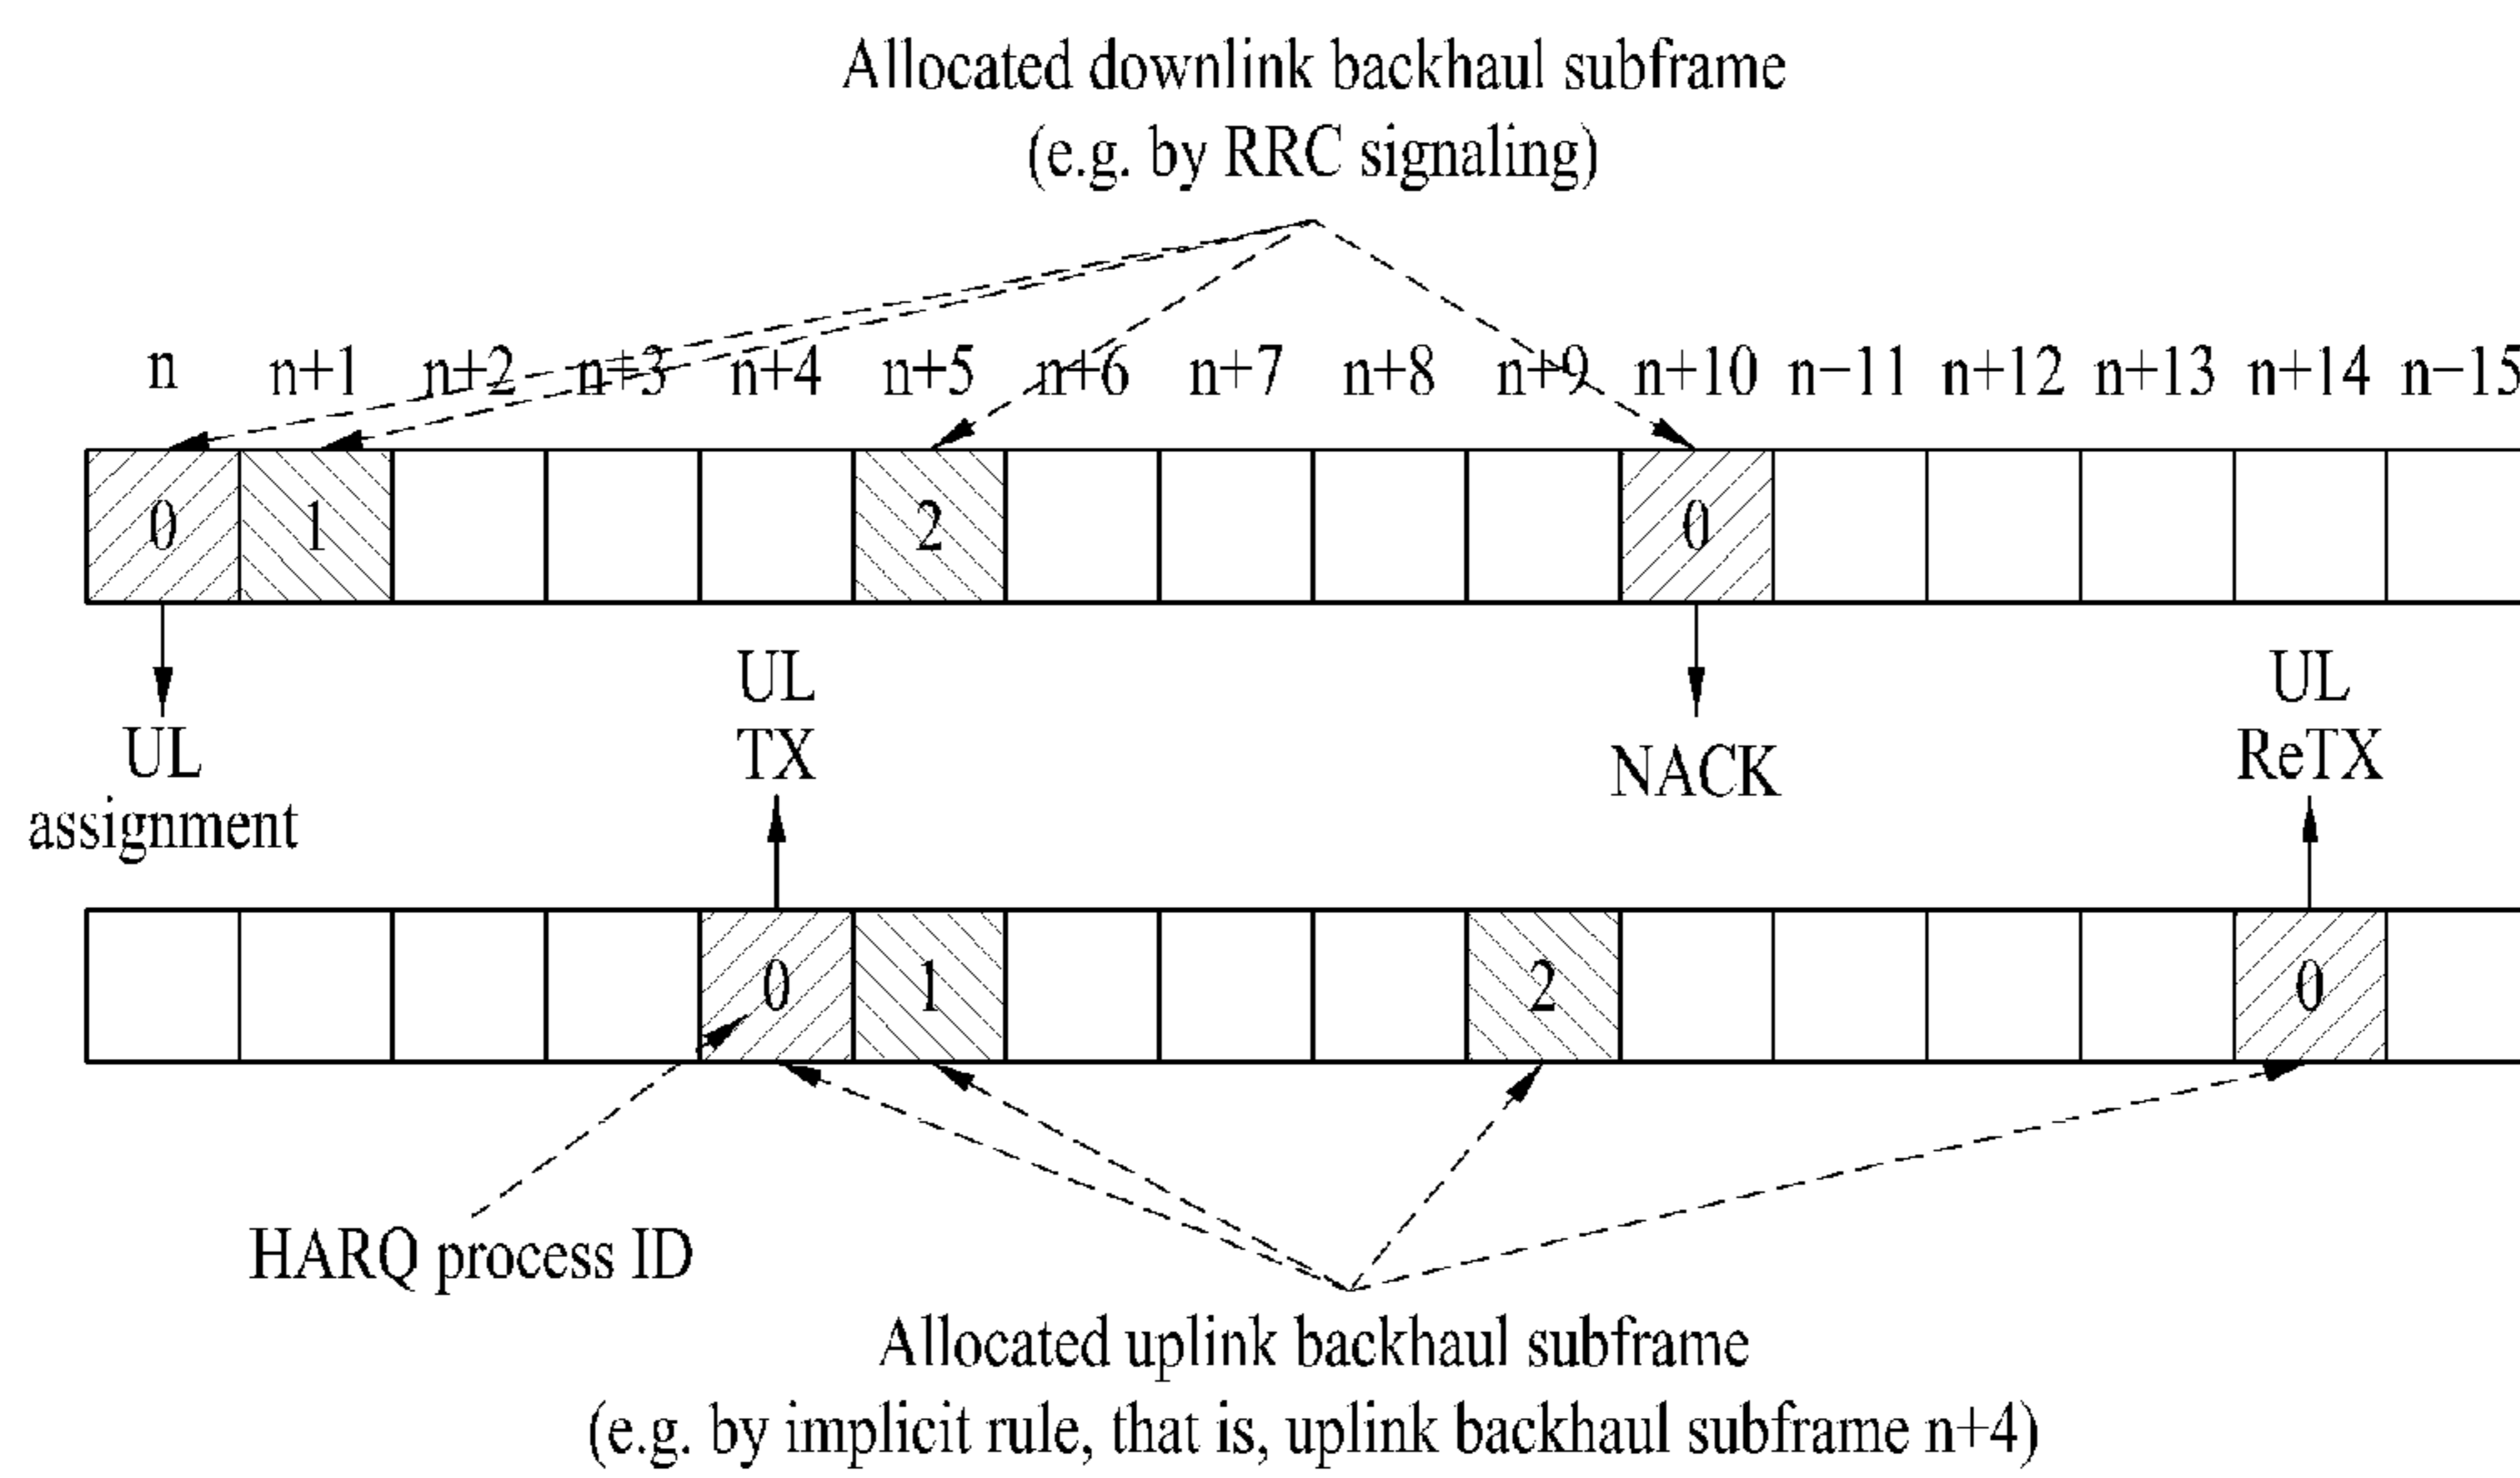 Allocated downlink backhaul subframe
(e.g. by RRC signaling)
n n+1 n+2 n+3 n+4 n+5 n+6 n+7 n+8 n+9 n+10 n−11 n+12 n+13 n+14 n−15
0 1 2 0
UL
assignment
UL
TX
NACK
UL
ReTX
0 1 2 0
HARQ process ID
Allocated uplink backhaul subframe
(e.g. by implicit rule, that is, uplink backhaul subframe n+4)